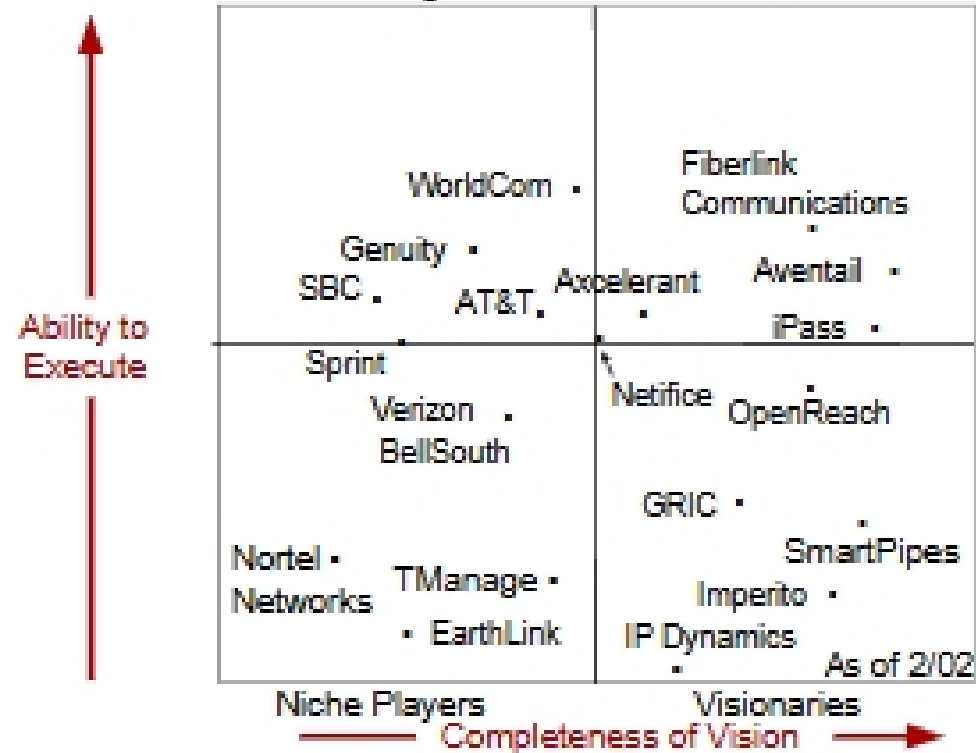 Fiberlink
Communications
WorldCom
Genuity
Aventail
SBC
AT&T
Axcelerant
iPass
Ability to
Execute
Sprint
Netifice
OpenReach
Verizon
BellSouth
GRIC
SmartPipes
Nortel
Networks
TManage
Imperito
EarthLink
IP Dynamics
As of 2/02
Niche Players
Visionaries
Completeness of Vision